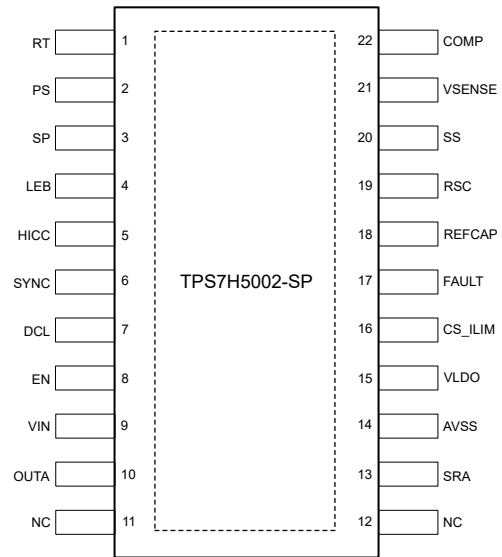 RT 1 22 COMP
PS 2 21 VSENSE
SP 3 20 SS
LEB 4 19 RSC
HICC 5 18 REFCAP
SYNC 6 TPS7H5002-SP 17 FAULT
DCL 7 16 CS_ILIM
EN 8 15 VLDO
VIN 9 14 AVSS
OUTA 10 13 SRA
NC 11 12 NC